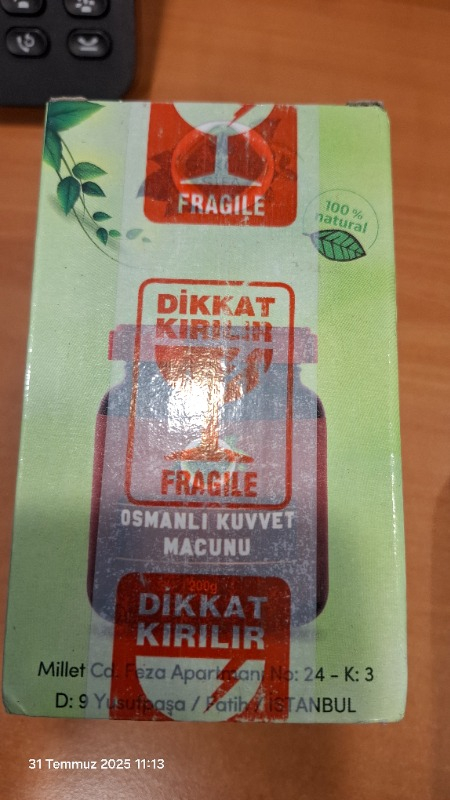 FRAGILE
100 %
natural
DİKKAT
KIRILIR
FRAGILE
OSMANLI KUVVET
MACUNU
200g
DİKKAT
KIRILIR
Millet Cd. Feza Apartmanı No: 24 - K: 3
D: 9 Yusufpaşa / Fatih / İSTANBUL
31 Temmuz 2025 11:13